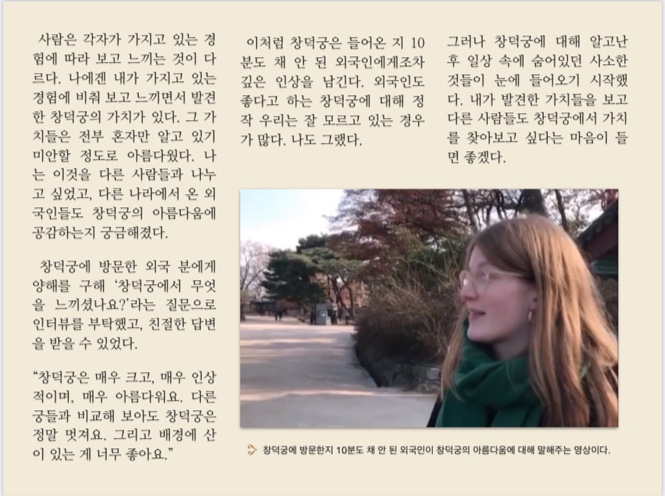 사람은 각자가 가지고 있는 경
험에 따라 보고 느끼는 것이 다
르다. 나에겐 내가 가지고 있는
경험에 비춰 보고 느끼면서 발견
한 창덕궁의 가치가 있다. 그 가
치들은 전부 혼자만 알고 있기
미안할 정도로 아름다웠다. 나
는 이것을 다른 사람들과 나누
고 싶었고, 다른 나라에서 온 외
국인들도 창덕궁의 아름다움에
공감하는지 궁금해졌다.
창덕궁에 방문한 외국 분에게
양해를 구해 ‘창덕궁에서 무엇
을 느끼셨나요?’라는 질문으로
인터뷰를 부탁했고, 친절한 답변
을 받을 수 있었다.
“창덕궁은 매우 크고, 매우 인상
적이며, 매우 아름다워요. 다른
궁들과 비교해 보아도 창덕궁은
정말 멋져요. 그리고 배경에 산
이 있는 게 너무 좋아요.”
이처럼 창덕궁은 들어온 지 10
분도 채 안 된 외국인에게조차
깊은 인상을 남긴다. 외국인도
좋다고 하는 창덕궁에 대해 정
작 우리는 잘 모르고 있는 경우
가 많다. 나도 그랬다.
그러나 창덕궁에 대해 알고난
후 일상 속에 숨어있던 사소한
것들이 눈에 들어오기 시작했
다. 내가 발견한 가치들을 보고
다른 사람들도 창덕궁에서 가치
를 찾아보고 싶다는 마음이 들
면 좋겠다.
창덕궁에 방문한지 10분도 채 안 된 외국인이 창덕궁의 아름다움에 대해 말해주는 영상이다.